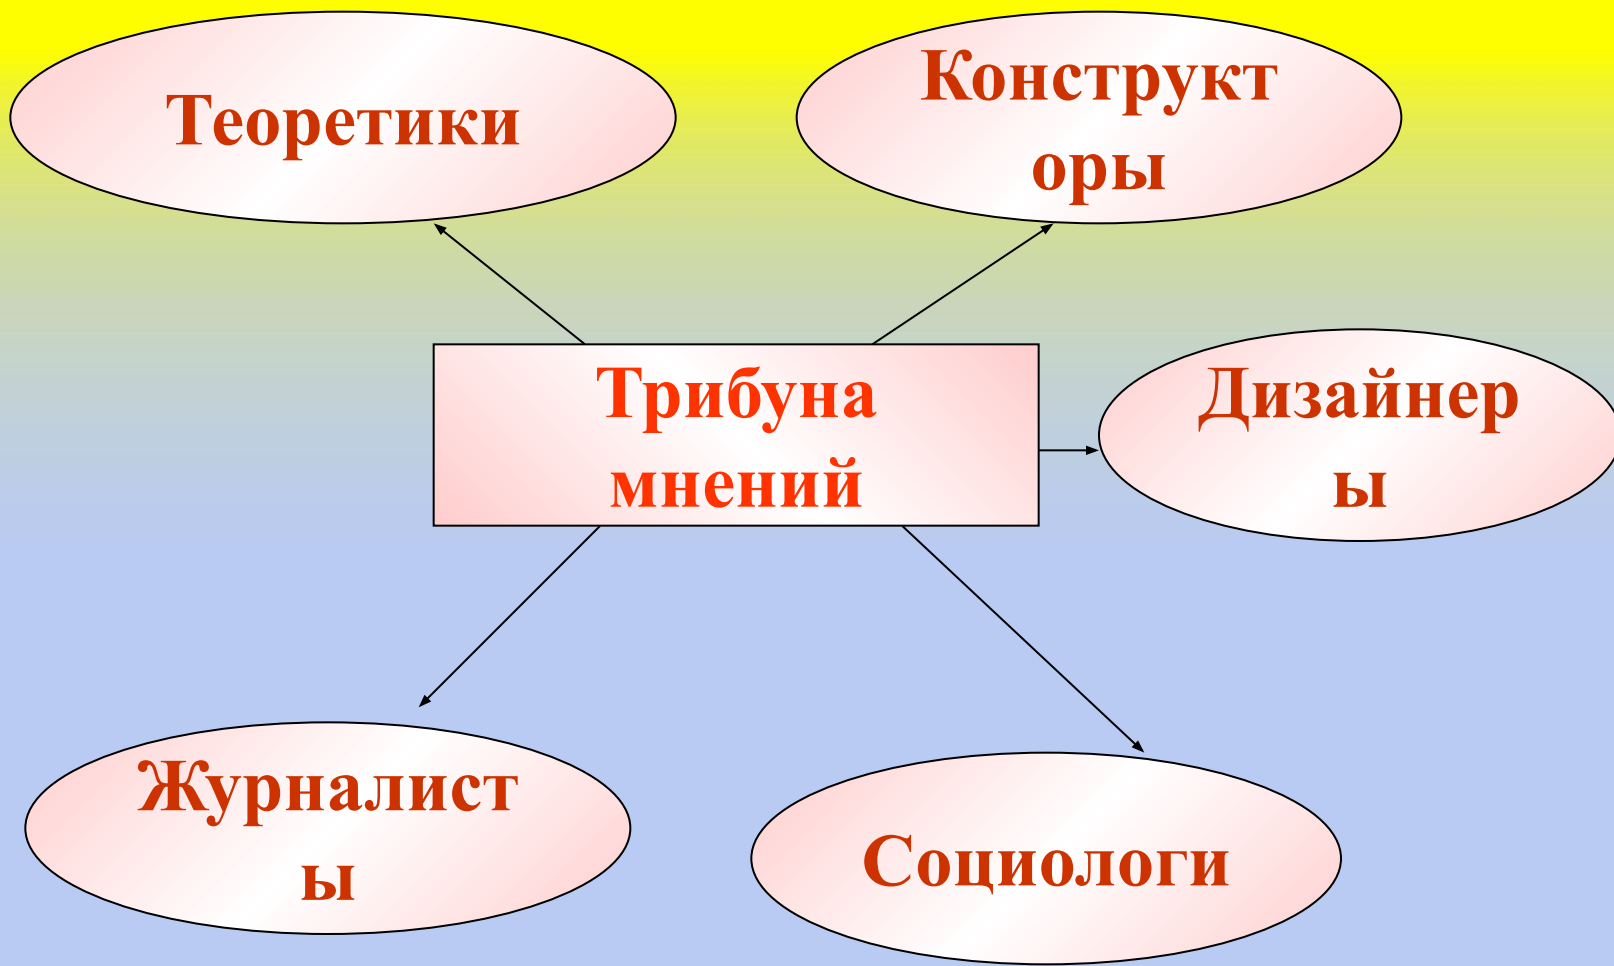 Теоретики
Конструкт
оры
Трибуна
мнений
Дизайнер
ы
Журналист
ы
Социологи